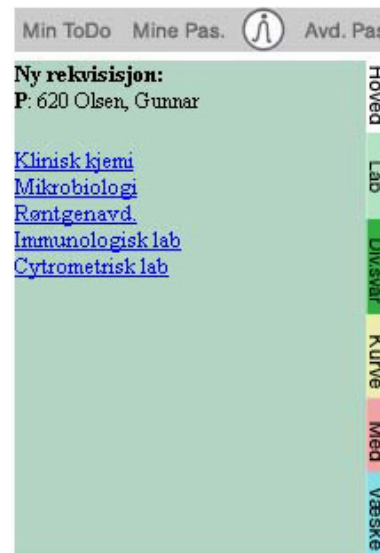 Min ToDo Mine Pas. Avd. Pas
Ny rekvisisjon:
P: 620 Olsen, Gunnar
Klinisk kjemi
Mikrobiologi
Røntgenavd.
Immunologisk lab
Cytrometrisk lab
Hoved
Lab
Div.svar
Kurve
Med
Væske